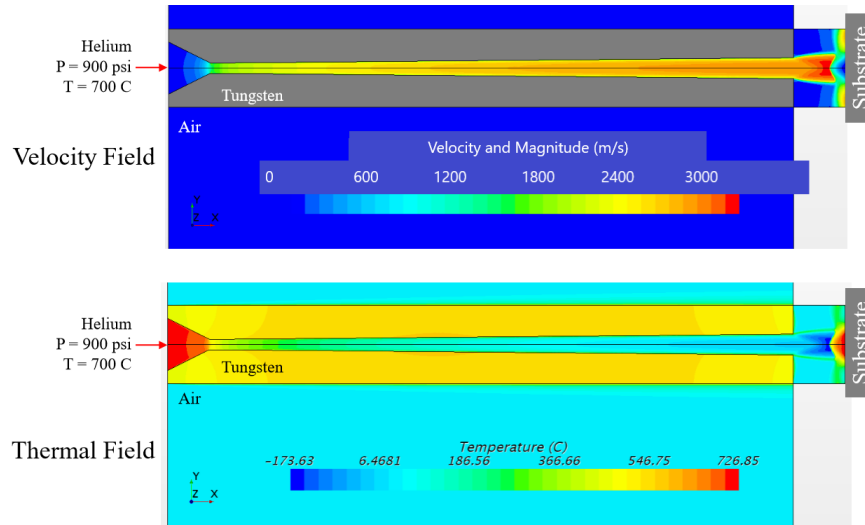 Helium
P = 900 psi
T = 700 C
Tungsten
Air
Substrate
Velocity Field
Velocity and Magnitude (m/s)
0 600 1200 1800 2400 3000
Y
Z X
Helium
P = 900 psi
T = 700 C
Tungsten
Air
Substrate
Thermal Field
Temperature (C)
-173.63 6.4681 186.56 366.66 546.75 726.85
Y
Z X